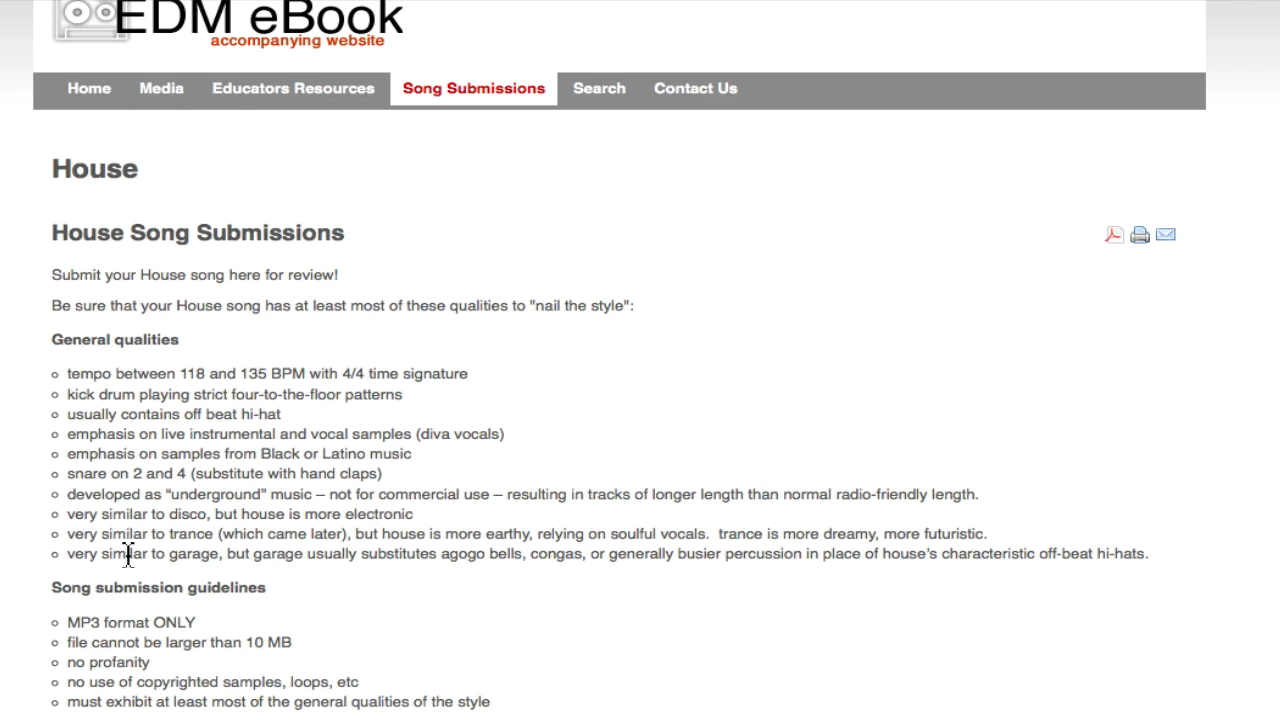 EDM eBook
accompanying website
Home Media Educators Resources Song Submissions Search Contact Us
House
House Song Submissions
Submit your House song here for review!
Be sure that your House song has at least most of these qualities to "nail the style":
General qualities
tempo between 118 and 135 BPM with 4/4 time signature
kick drum playing strict four-to-the-floor patterns
usually contains off beat hi-hat
emphasis on live instrumental and vocal samples (diva vocals)
emphasis on samples from Black or Latino music
snare on 2 and 4 (substitute with hand claps)
developed as “underground” music – not for commercial use – resulting in tracks of longer length than normal radio-friendly length.
very similar to disco, but house is more electronic
very similar to trance (which came later), but house is more earthy, relying on soulful vocals.  trance is more dreamy, more futuristic.
very similar to garage, but garage usually substitutes agogo bells, congas, or generally busier percussion in place of house’s characteristic off-beat hi-hats.
Song submission guidelines
MP3 format ONLY
file cannot be larger than 10 MB
no profanity
no use of copyrighted samples, loops, etc
must exhibit at least most of the general qualities of the style